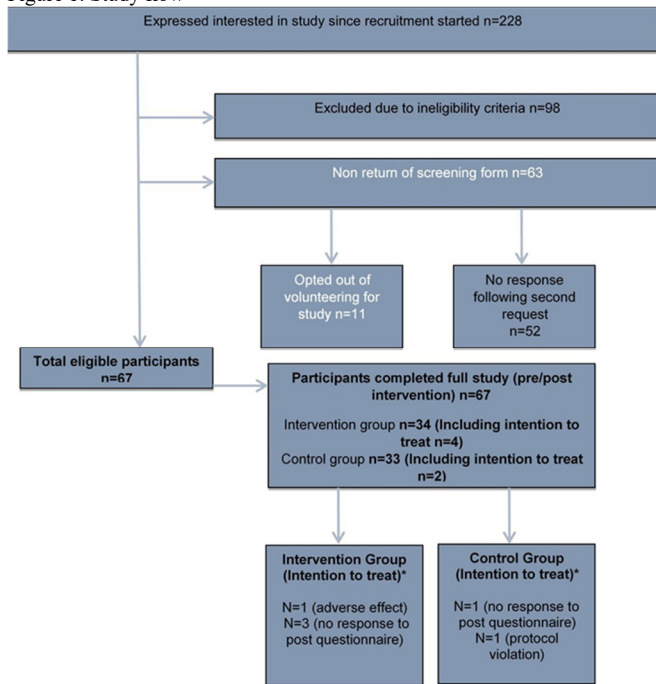 Expressed interested in study since recruitment started n=228
Excluded due to ineligibility criteria n=98
Non return of screening form n=63
Opted out of
volunteering for
study n=11
No response
following second
request
n=52
Total eligible participants
n=67
Participants completed full study (pre/post
intervention) n=67
Intervention group n=34 (Including intention to
treat n=4)
Control group n=33 (Including intention to treat
n=2)
Intervention Group
(Intention to treat)*
N=1 (adverse effect)
N=3 (no response to
post questionnaire)
Control Group
(Intention to treat)*
N=1 (no response to
post questionnaire)
N=1 (protocol
violation)